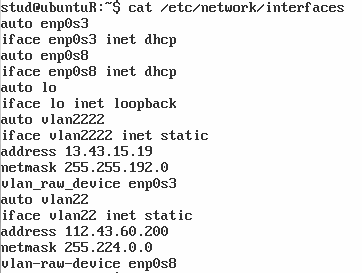 stud@ubuntuR:~$ cat /etc/network/interfaces
auto enp0s3
iface enp0s3 inet dhcp
auto enp0s8
iface enp0s8 inet dhcp
auto lo
iface lo inet loopback
auto vlan2222
iface vlan2222 inet static
address 13.43.15.19
netmask 255.255.192.0
vlan_raw_device enp0s3
auto vlan22
iface vlan22 inet static
address 112.43.60.200
netmask 255.224.0.0
vlan-raw-device enp0s8